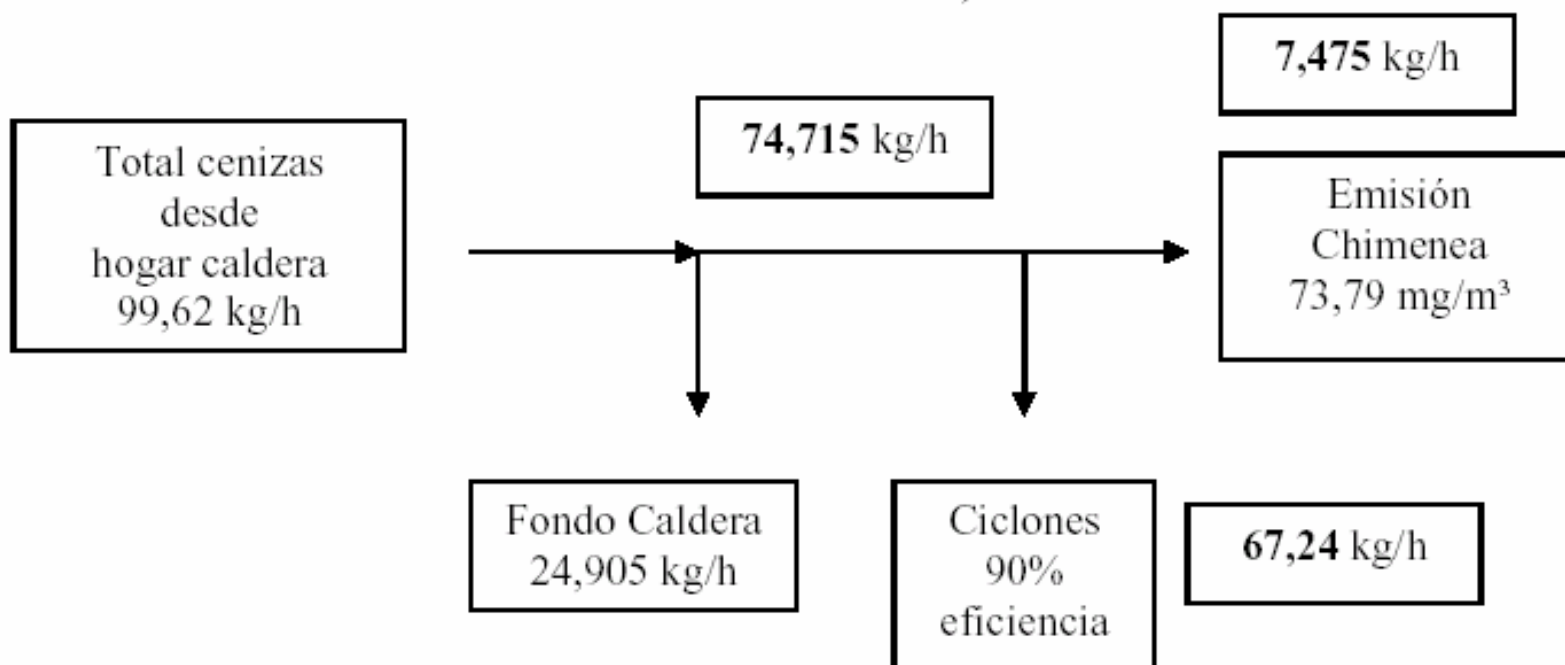 7,475 kg/h
74,715 kg/h
Total cenizas
desde
hogar caldera
99,62 kg/h
Emisión
Chimenea
73,79 mg/m³
Fondo Caldera
24,905 kg/h
Ciclones
90%
eficiencia
67,24 kg/h